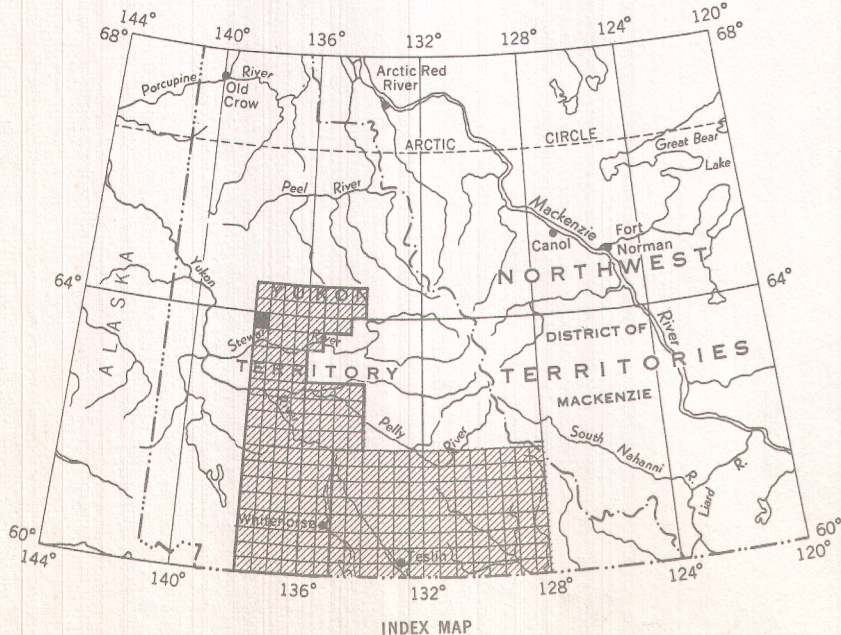 144°
140°
136°
132°
128°
124°
120°
68°
68°
Porcupine River
Old
Crow
Arctic Red
River
ARCTIC CIRCLE
Great Bear
Lake
Peel River
Mackenzie
Canol
Fort
Norman
NORTHWEST
Yukon
ALASKA
64°
64°
YUKON
Stewart River
DISTRICT OF
TERRITORY
TERRITORIES
MACKENZIE
Pelly River
South Nahanni R.
Liard R.
Whitehorse
Teslin
60°
144°
60°
120°
140°
136°
132°
128°
124°
INDEX MAP